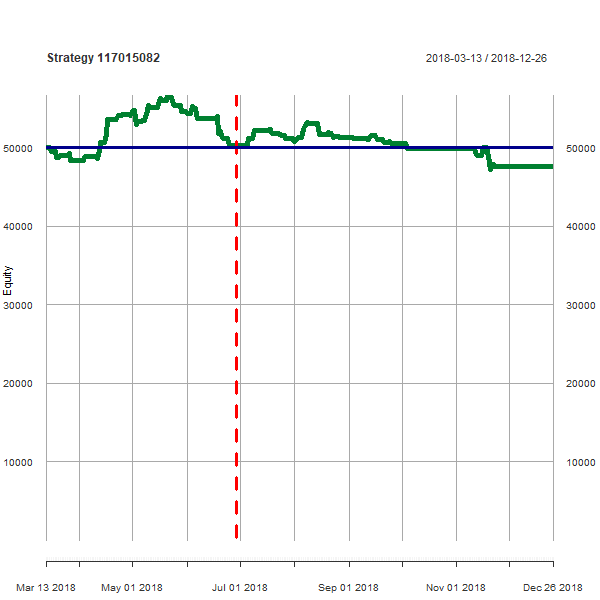 Strategy 117015082
2018-03-13 / 2018-12-26
50000 50000
40000 40000
Equity
30000 30000
20000 20000
10000 10000
Mar 13 2018 May 01 2018 Jul 01 2018 Sep 01 2018 Nov 01 2018 Dec 26 2018